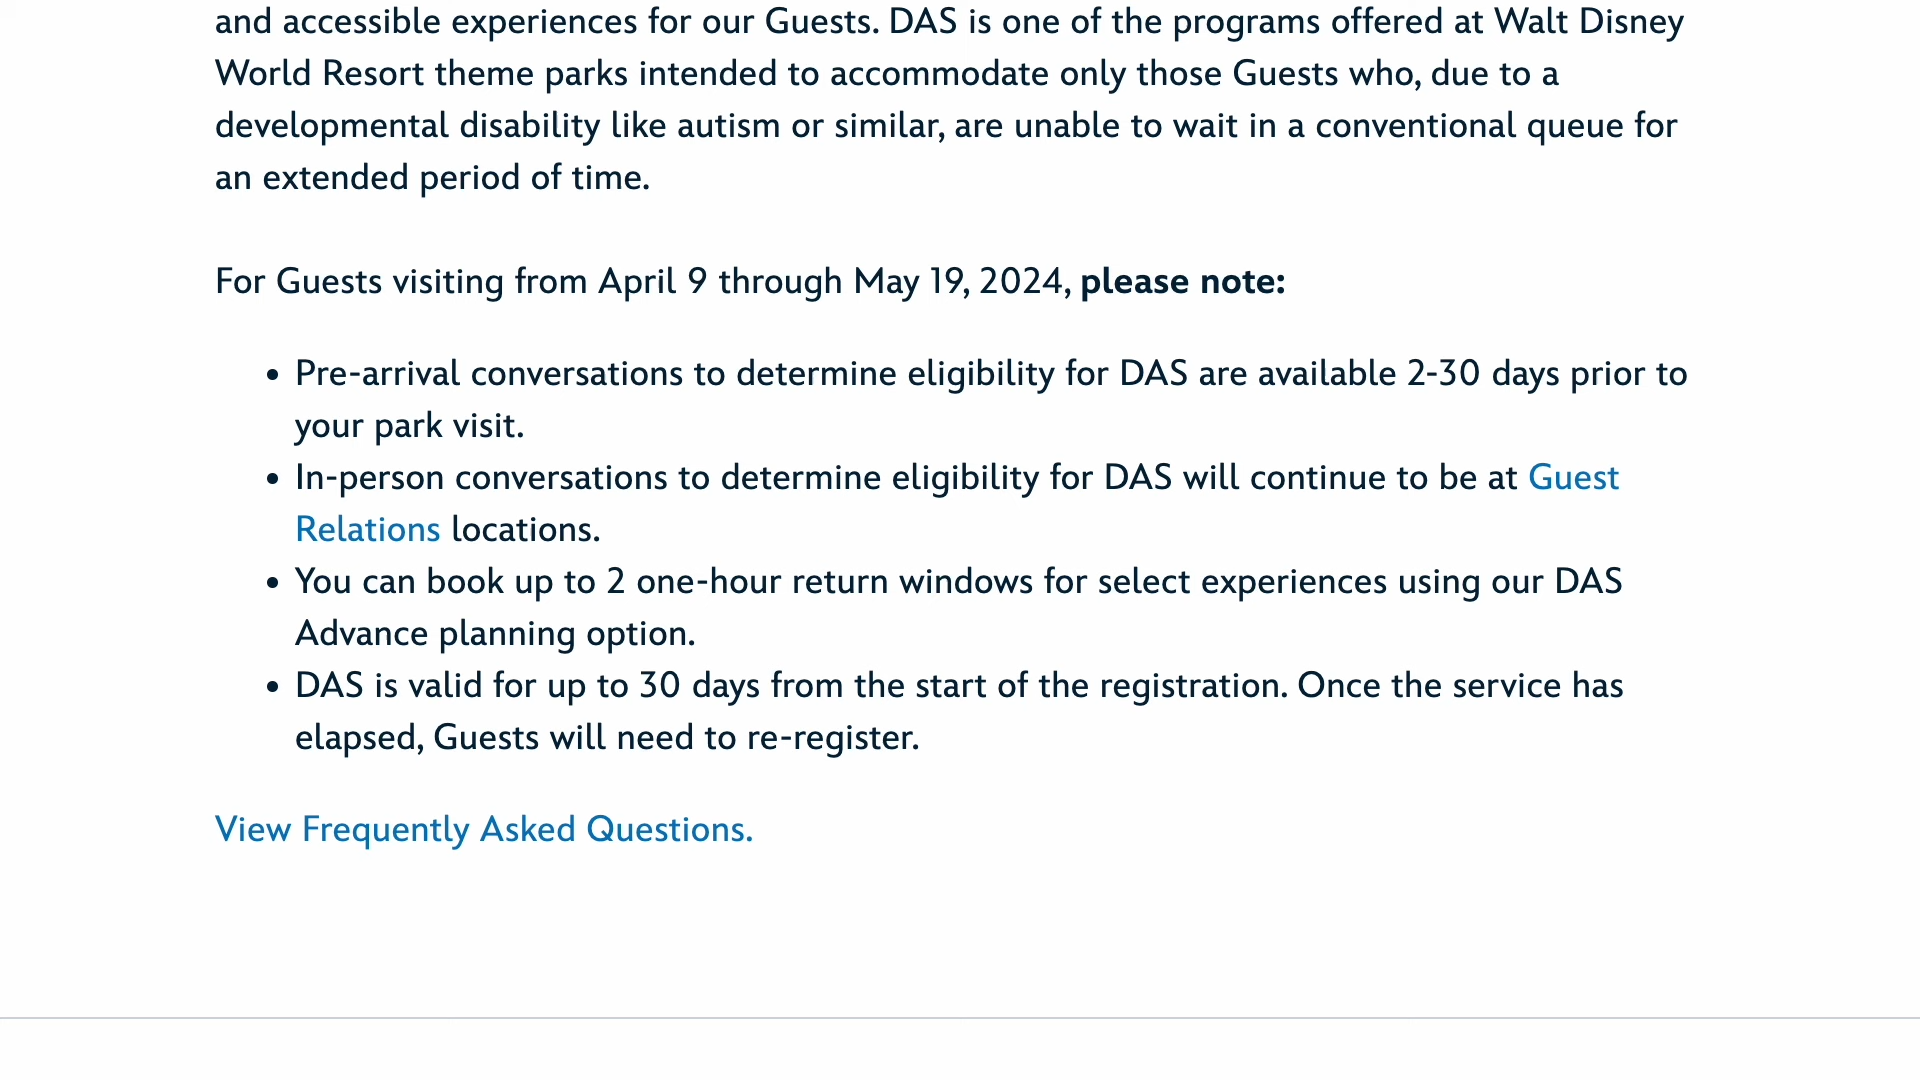 and accessible experiences for our Guests. DAS is one of the programs offered at Walt Disney
World Resort theme parks intended to accommodate only those Guests who, due to a
developmental disability like autism or similar, are unable to wait in a conventional queue for
an extended period of time.
For Guests visiting from April 9 through May 19, 2024, please note:
• Pre-arrival conversations to determine eligibility for DAS are available 2-30 days prior to
your park visit.
• In-person conversations to determine eligibility for DAS will continue to be at Guest
Relations locations.
• You can book up to 2 one-hour return windows for select experiences using our DAS
Advance planning option.
• DAS is valid for up to 30 days from the start of the registration. Once the service has
elapsed, Guests will need to re-register.
View Frequently Asked Questions.